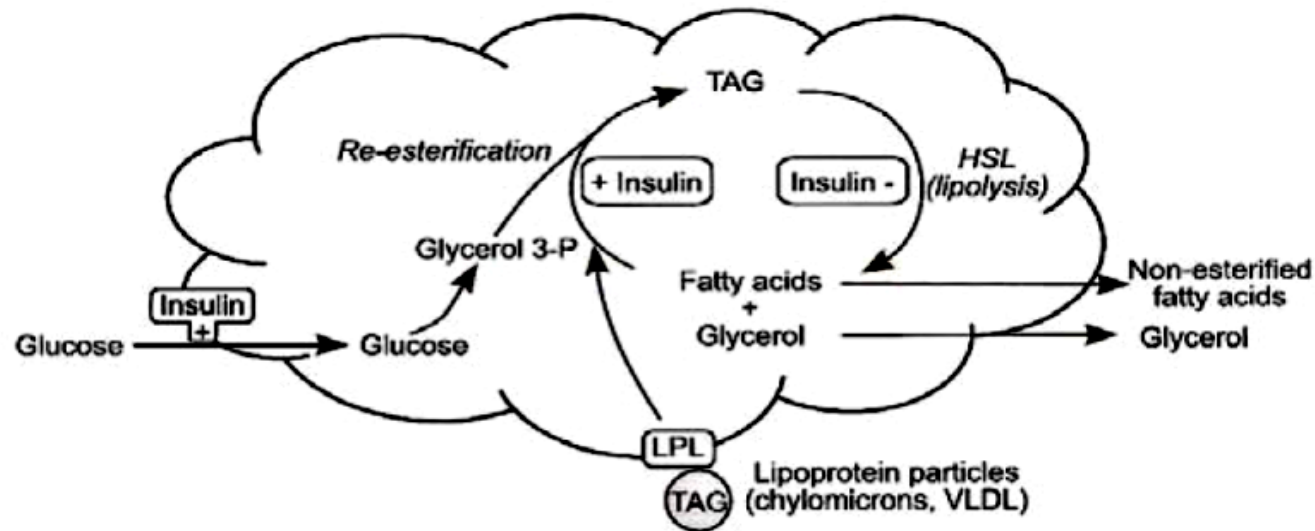 TAG
Re-esterification
+ Insulin
Insulin -
HSL
(lipolysis)
Glycerol 3-P
Insulin
+
Glucose
Glucose
Fatty acids
+
Glycerol
Non-esterified
fatty acids
Glycerol
LPL
TAG
Lipoprotein particles
(chylomicrons, VLDL)